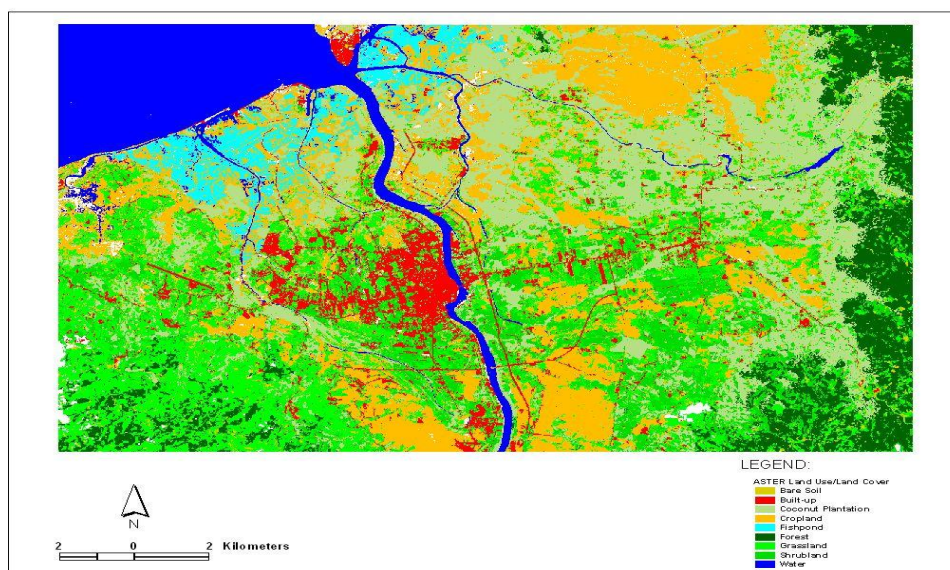 LEGEND:
ASTER Land Use/Land Cover
Bare Soil
Built-up
Coconut Plantation
Cropland
Fishpond
Forest
Grassland
Shrubland
Water
N
2 0 2 Kilometers